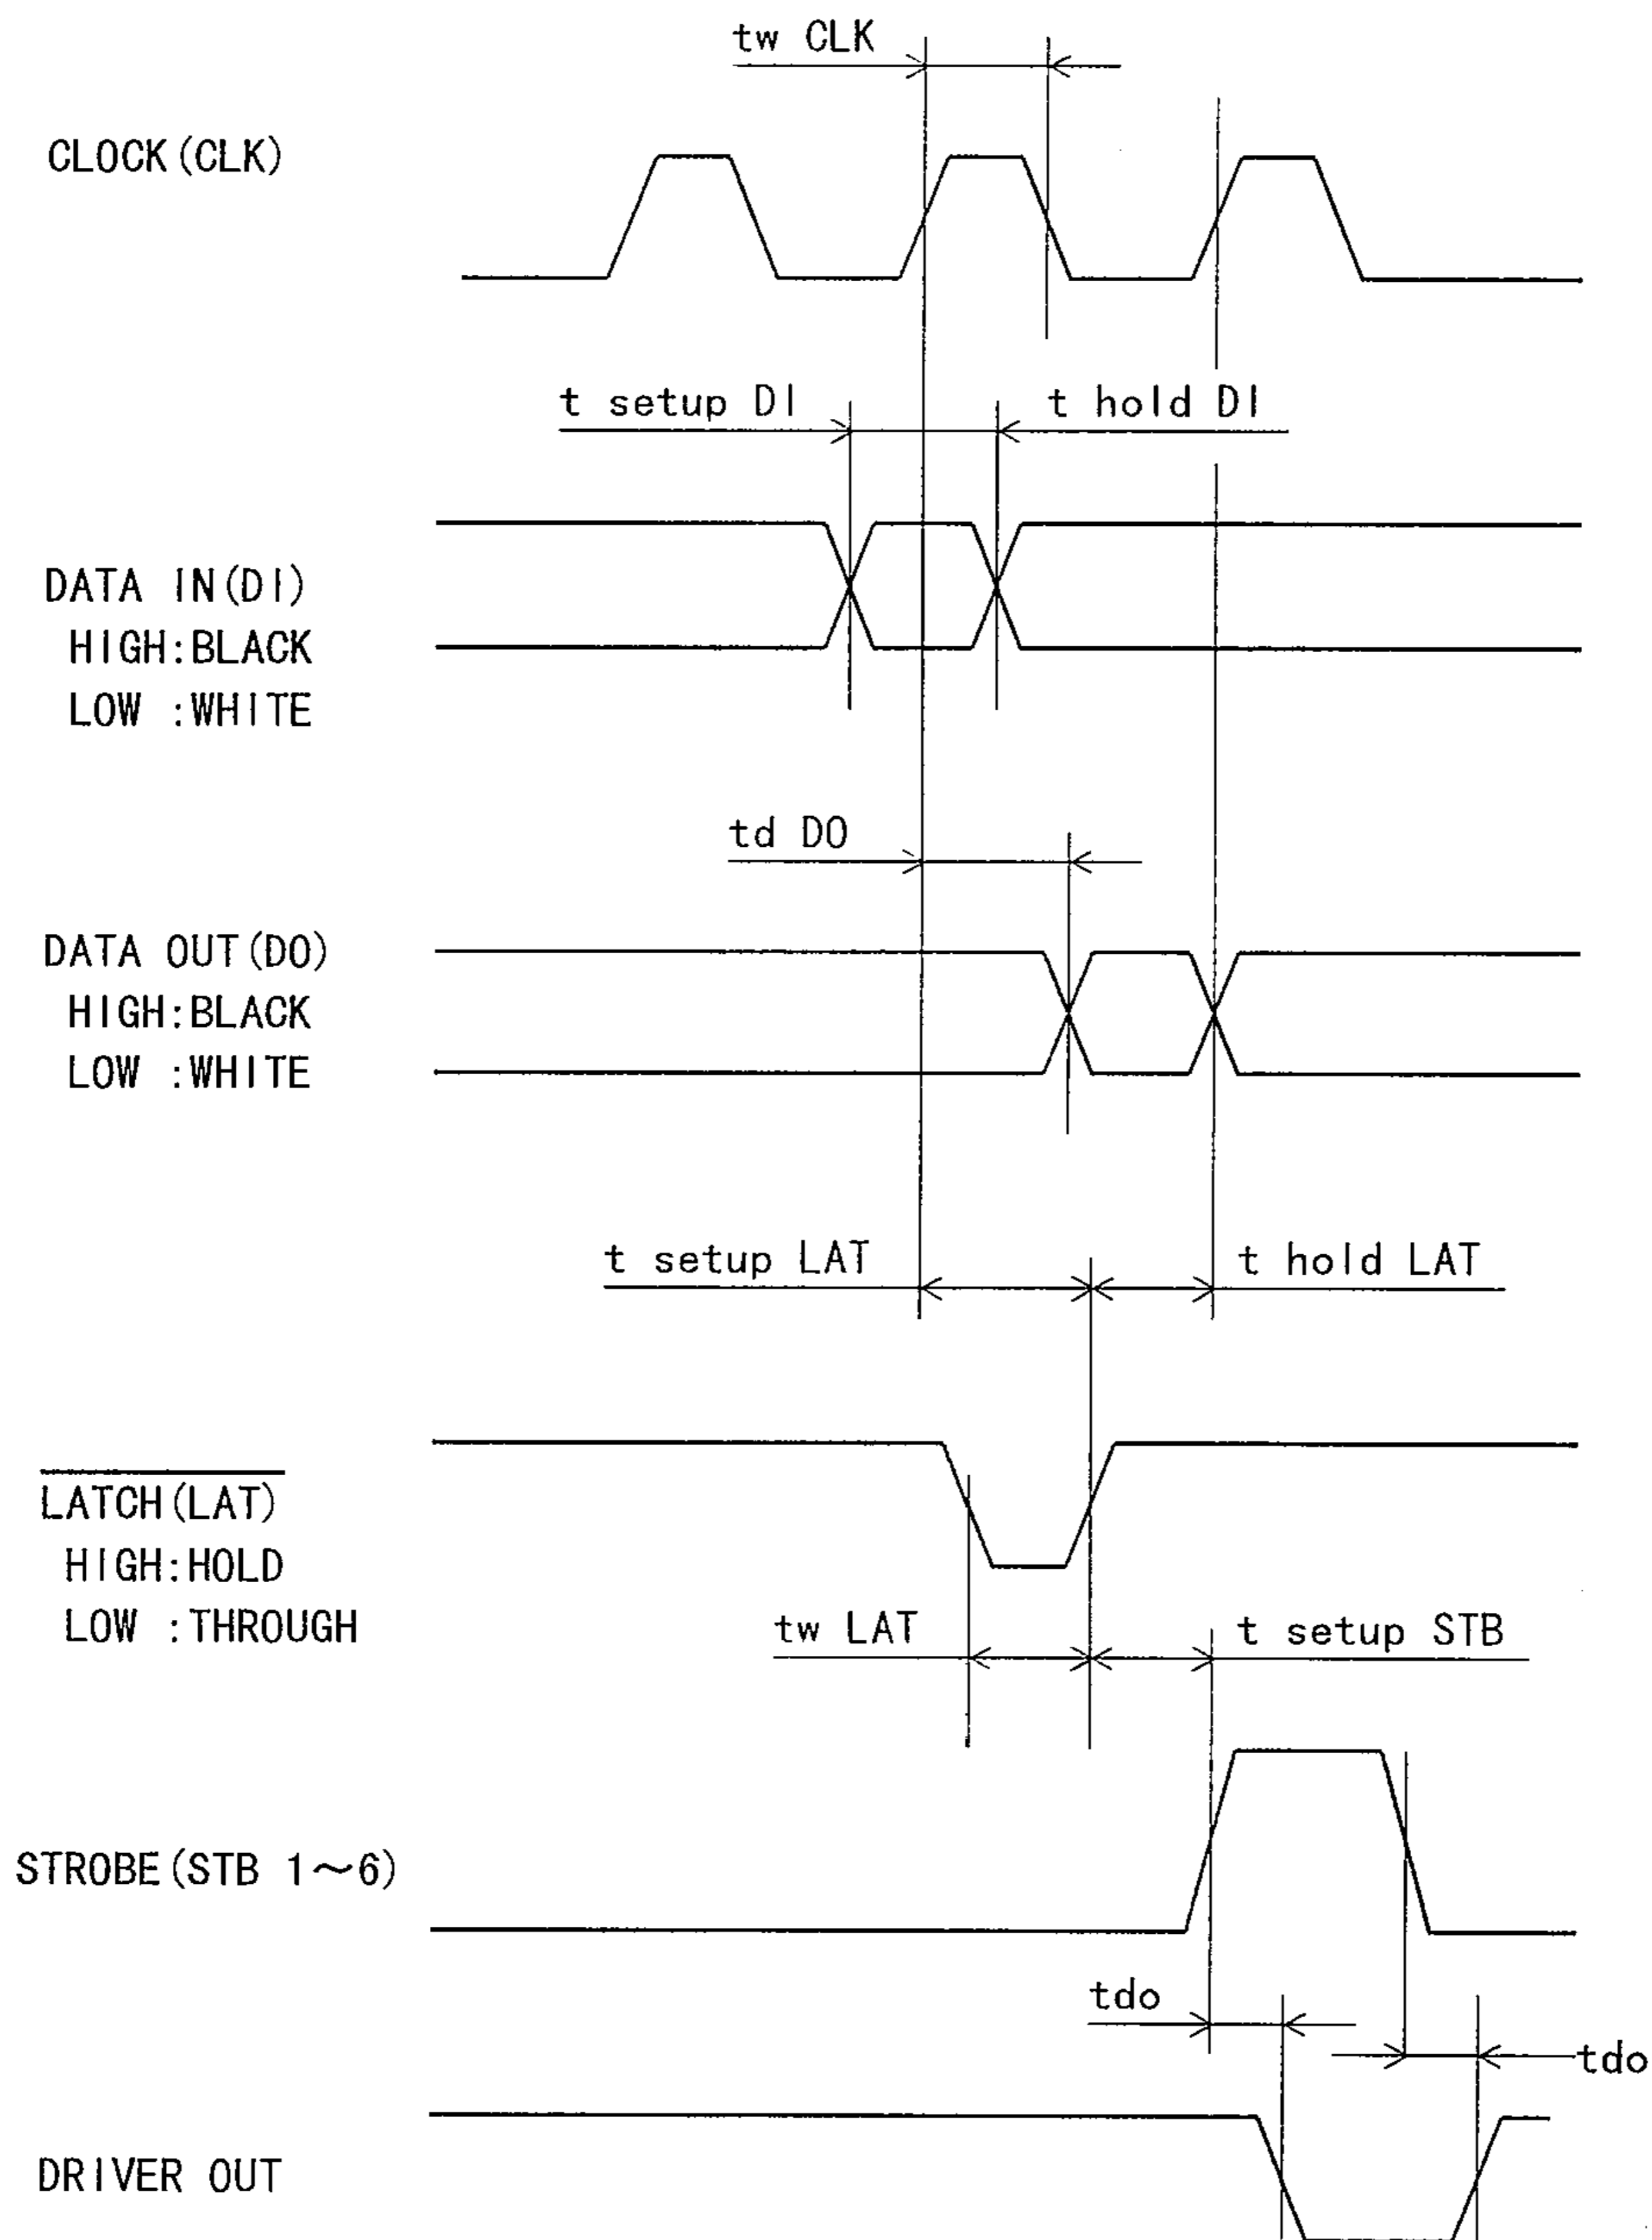 tw CLK
CLOCK(CLK)
t setup DI
t hold DI
DATA IN(DI)
HIGH:BLACK
LOW :WHITE
td DO
DATA OUT(DO)
HIGH:BLACK
LOW :WHITE
t setup LAT
t hold LAT
LATCH(LAT)
HIGH:HOLD
LOW :THROUGH
tw LAT
t setup STB
STROBE(STB 1～6)
tdo
tdo
DRIVER OUT